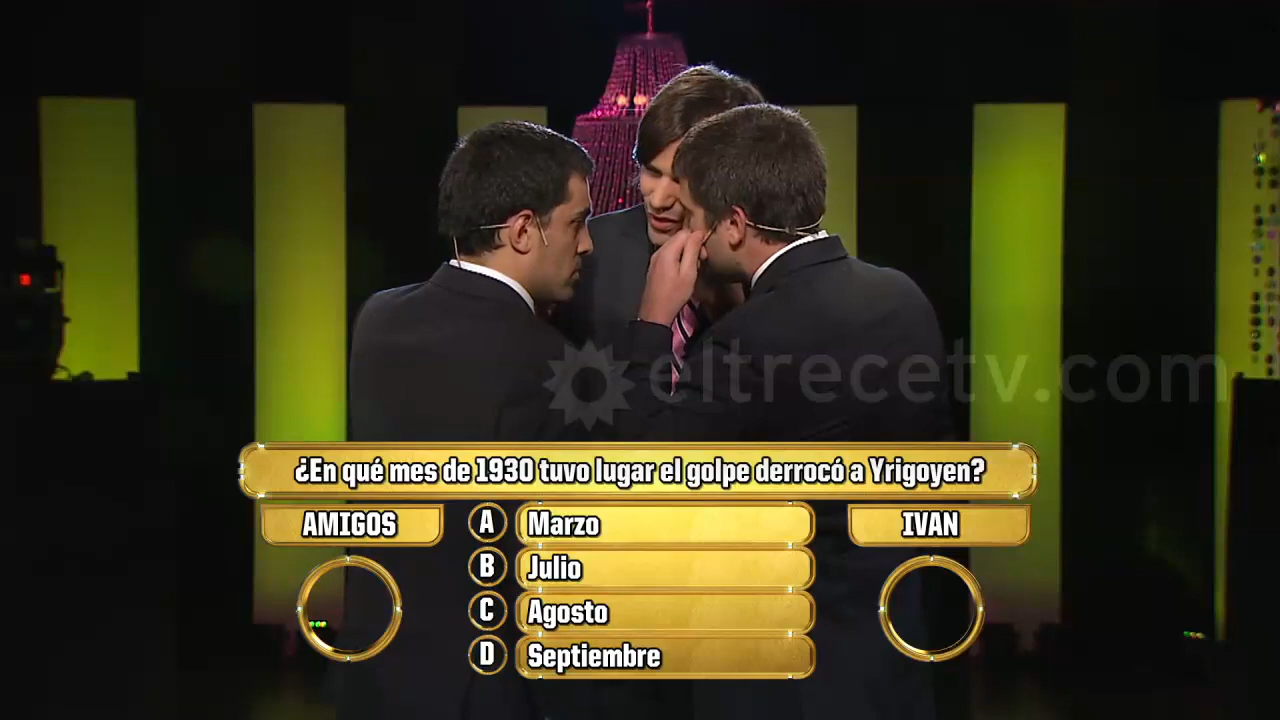 eltrecetv.com
¿En qué mes de 1930 tuvo lugar el golpe derrocó a Yrigoyen?
AMIGOS
IVAN
A Marzo
B Julio
C Agosto
D Septiembre